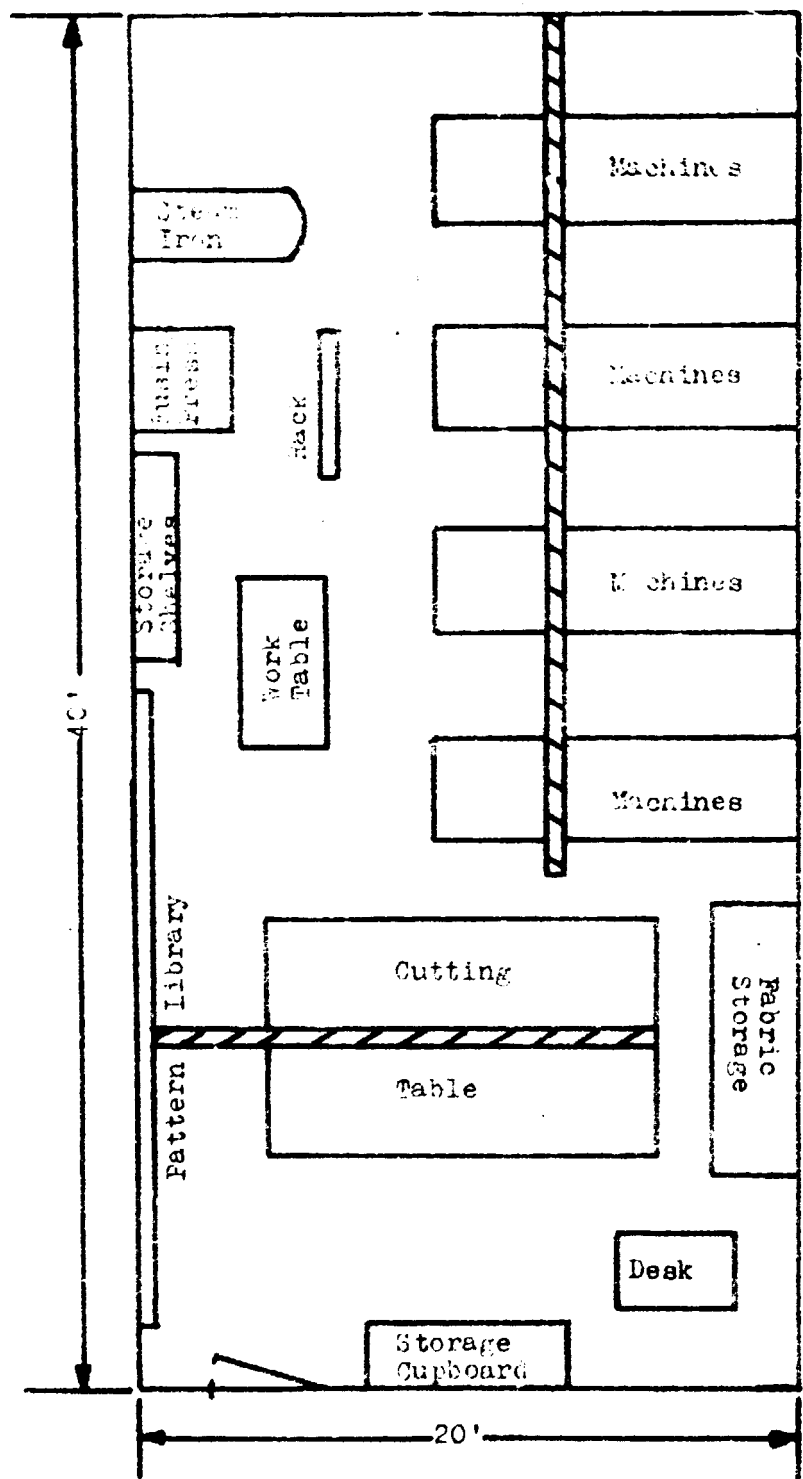 Machines
Steam
Iron
Machines
Press
Rack
Storage
Shelves
Machines
Work
Table
40'
Machines
Pattern Library
Cutting
Table
Fabric
Storage
Desk
Storage
Cupboard
20'